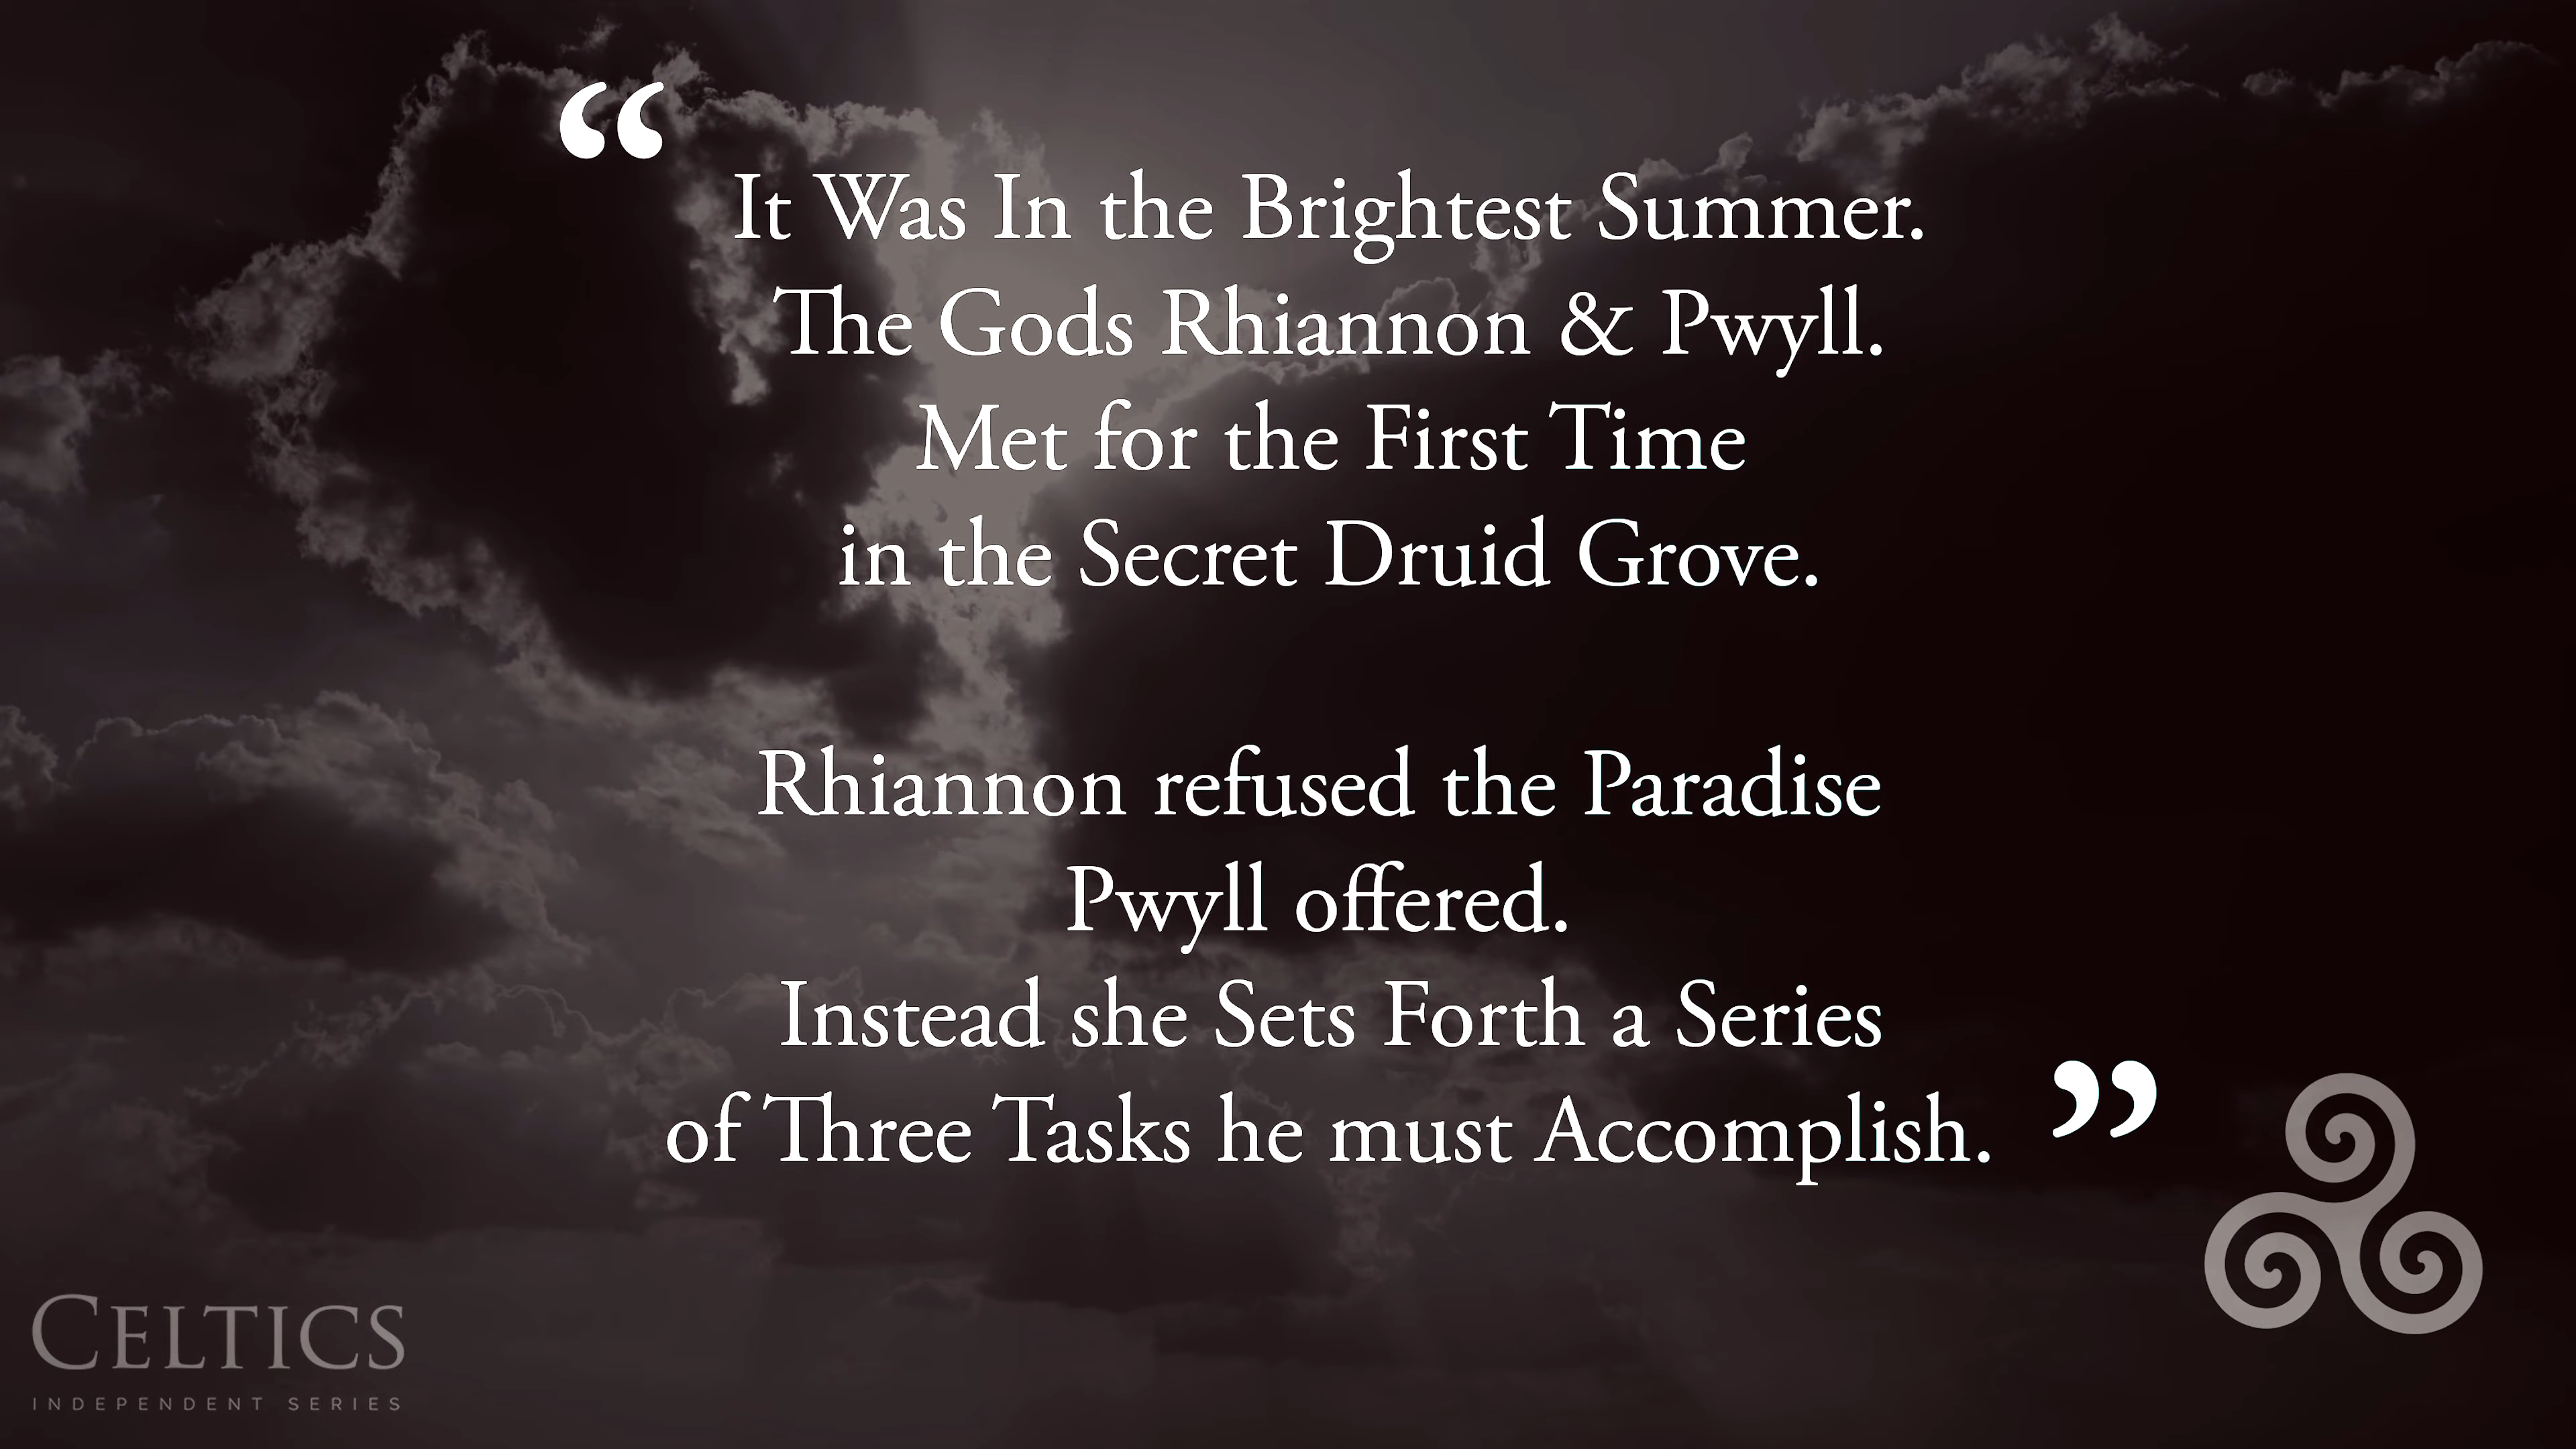 “
It Was In the Brightest Summer.
The Gods Rhiannon & Pwyll.
Met for the First Time
in the Secret Druid Grove.
Rhiannon refused the Paradise
Pwyll offered.
Instead she Sets Forth a Series
of Three Tasks he must Accomplish. ”
CELTICS
INDEPENDENT SERIES